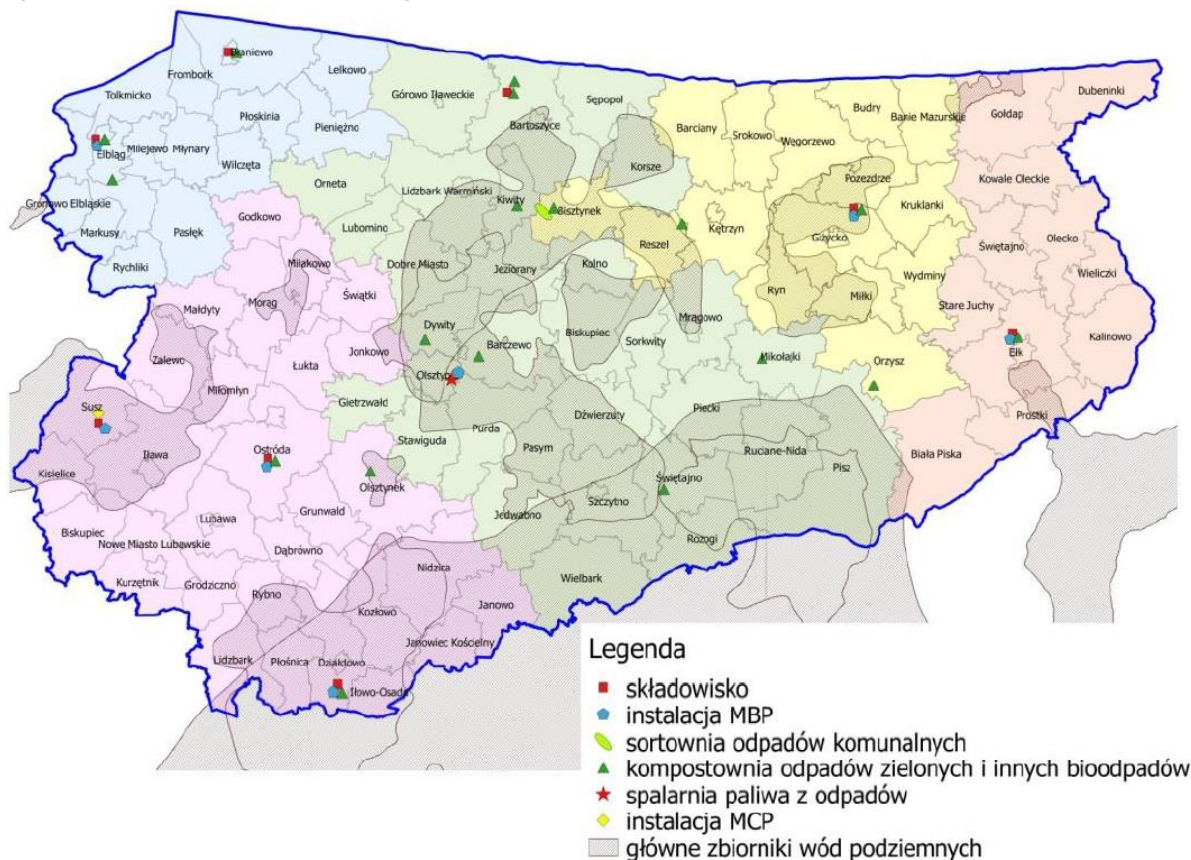 Braniewo
Frombork
Lelkowo
Tolkmicko
Płoskinia
Pieniężno
Elbląg
Milejewo
Młynary
Wilczęta
Gronowo Elbląskie
Markusy
Pasłęk
Rychliki
Górowo Iławeckie
Sępopol
Bartoszyce
Korsze
Orneta
Lidzbark Warmiński
Kiwity
Bisztynek
Lubomino
Reszel
Dobre Miasto
Jeziorany
Kolno
Barciany
Srokowo
Węgorzewo
Budry
Banie Mazurskie
Pozezdrze
Kruklanki
Kętrzyn
Giżycko
Wydminy
Ryn
Miłki
Orzysz
Gołdap
Dubeninki
Kowale Oleckie
Świętajno
Olecko
Wieliczki
Stare Juchy
Kalinowo
Ełk
Prostki
Biała Piska
Godkowo
Miłakowo
Morąg
Świątki
Małdyty
Zalewo
Łukta
Jonkowo
Miłomłyn
Susz
Iława
Kisielice
Ostróda
Olsztynek
Gietrzwałd
Stawiguda
Dywity
Barczewo
Olsztyn
Purda
Biskupiec
Sorkwity
Mrągowo
Mikołajki
Dźwierzuty
Piecki
Pasym
Ruciane-Nida
Pisz
Szczytno
Świętajno
Jedwabno
Rozogi
Wielbark
Lubawa
Grunwald
Biskupiec
Nowe Miasto Lubawskie
Dąbrówno
Kurzętnik
Grodziczno
Rybno
Nidzica
Kozłowo
Janowo
Janowiec Kościelny
Lidzbark
Płośnica
Działdowo
Iłowo-Osada
Legenda
składowisko
instalacja MBP
sortownia odpadów komunalnych
kompostownia odpadów zielonych i innych bioodpadów
spalarnia paliwa z odpadów
instalacja MCP
główne zbiorniki wód podziemnych